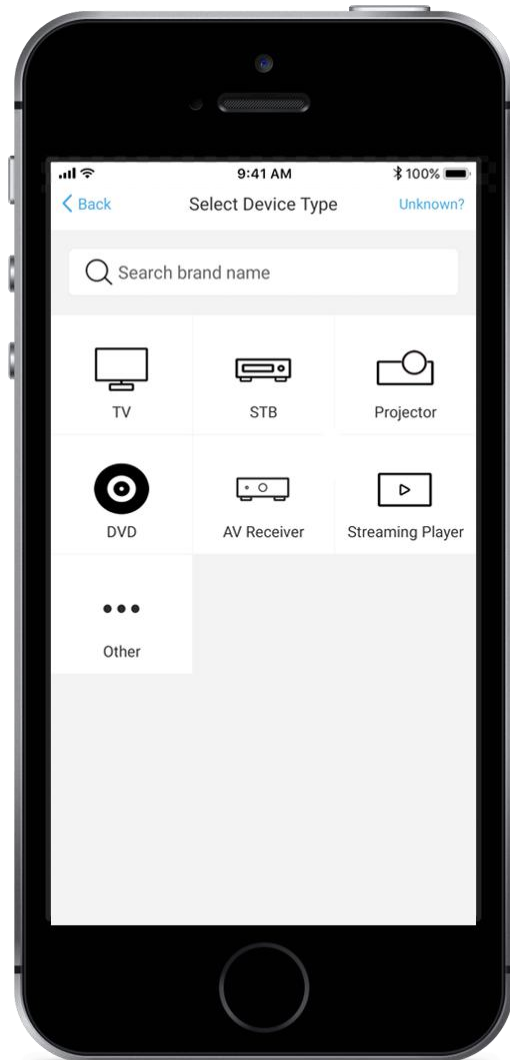 9:41 AM 100%
Back Select Device Type Unknown?
Search brand name
TV STB Projector
DVD AV Receiver Streaming Player
Other